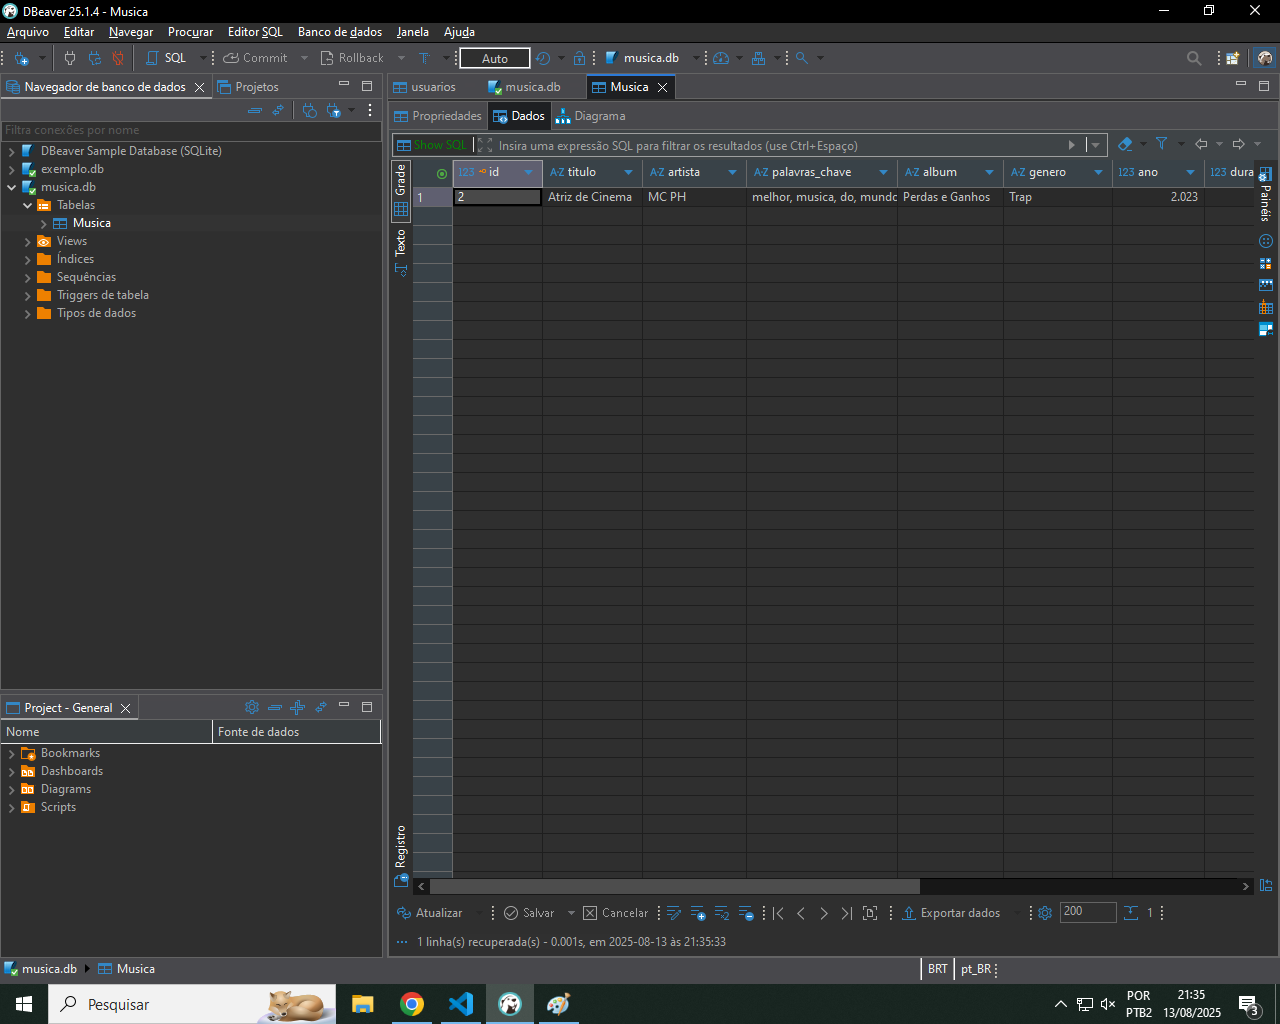 DBeaver 25.1.4 - Musica
Arquivo Editar Navegar Procurar Editor SQL Banco de dados Janela Ajuda
SQL Commit Rollback T Auto musica.db
Navegador de banco de dados Projetos
Filtra conexões por nome
DBeaver Sample Database (SQLite)
exemplo.db
musica.db
Tabelas
Musica
Views
Índices
Sequências
Triggers de tabela
Tipos de dados
Project - General
Nome Fonte de dados
Bookmarks
Dashboards
Diagrams
Scripts
usuarios musica.db Musica
Propriedades Dados Diagrama
Show SQL Insira uma expressão SQL para filtrar os resultados (use Ctrl+Espaço)
Grade
Texto
Registro
123 id A-Z titulo A-Z artista A-Z palavras_chave A-Z album A-Z genero 123 ano 123 dura
1 2 Atriz de Cinema MC PH melhor, musica, do, mundo Perdas e Ganhos Trap 2.023
Painéis
Atualizar Salvar Cancelar Exportar dados 200 1
1 linha(s) recuperada(s) - 0.001s, em 2025-08-13 às 21:35:33
musica.db Musica BRT pt_BR
Pesquisar
POR
PTB2
21:35
13/08/2025
3